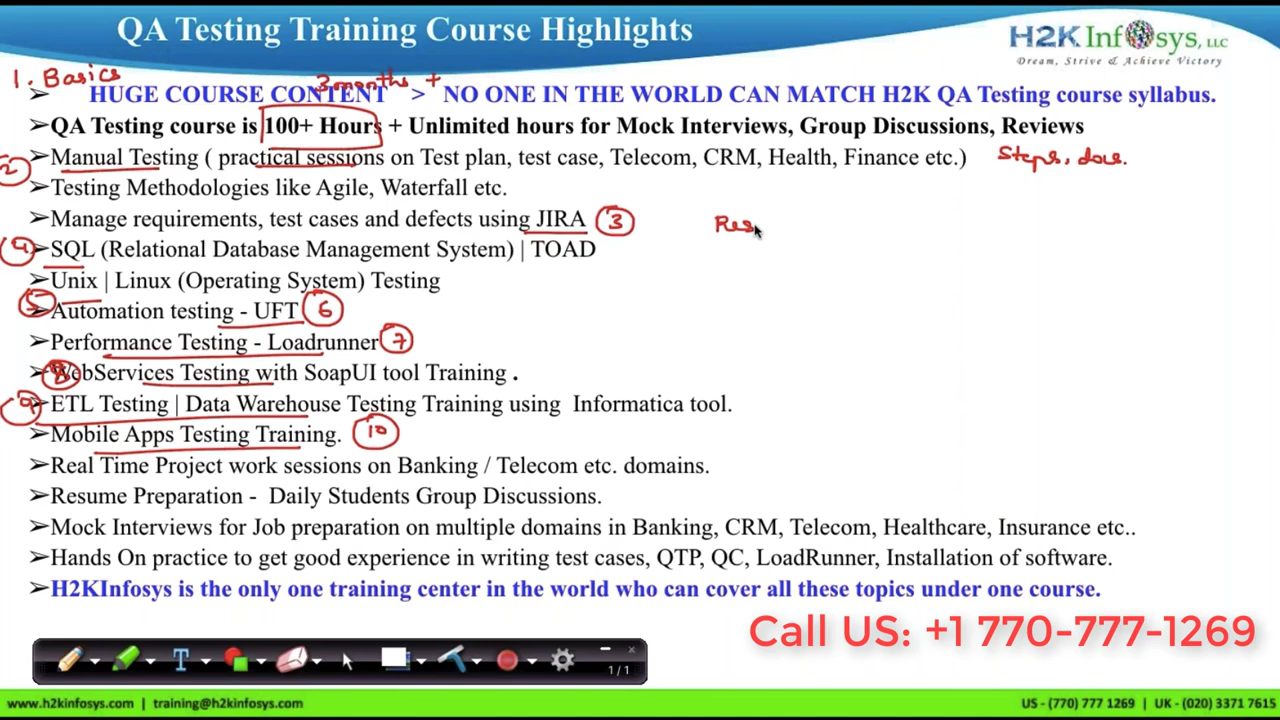 QA Testing Training Course Highlights
H2K Infosys, LLC
Dream, Strive & Achieve Victory
1. Basics
3 months +
➢ HUGE COURSE CONTENT > NO ONE IN THE WORLD CAN MATCH H2K QA Testing course syllabus.
➢QA Testing course is 100+ Hours + Unlimited hours for Mock Interviews, Group Discussions, Reviews
2 ➢Manual Testing ( practical sessions on Test plan, test case, Telecom, CRM, Health, Finance etc.) Steps, doc.
➢Testing Methodologies like Agile, Waterfall etc.
➢Manage requirements, test cases and defects using JIRA 3 Res
4 ➢SQL (Relational Database Management System) | TOAD
➢Unix | Linux (Operating System) Testing
5 ➢Automation testing - UFT 6
➢Performance Testing - Loadrunner 7
➢8 WebServices Testing with SoapUI tool Training .
9 ➢ETL Testing | Data Warehouse Testing Training using Informatica tool.
➢Mobile Apps Testing Training. 10
➢Real Time Project work sessions on Banking / Telecom etc. domains.
➢Resume Preparation - Daily Students Group Discussions.
➢Mock Interviews for Job preparation on multiple domains in Banking, CRM, Telecom, Healthcare, Insurance etc..
➢Hands On practice to get good experience in writing test cases, QTP, QC, LoadRunner, Installation of software.
➢H2KInfosys is the only one training center in the world who can cover all these topics under one course.
Call US: +1 770-777-1269
T
1 / 1
www.h2kinfosys.com | training@h2kinfosys.com US - (770) 777 1269 | UK - (020) 3371 7615